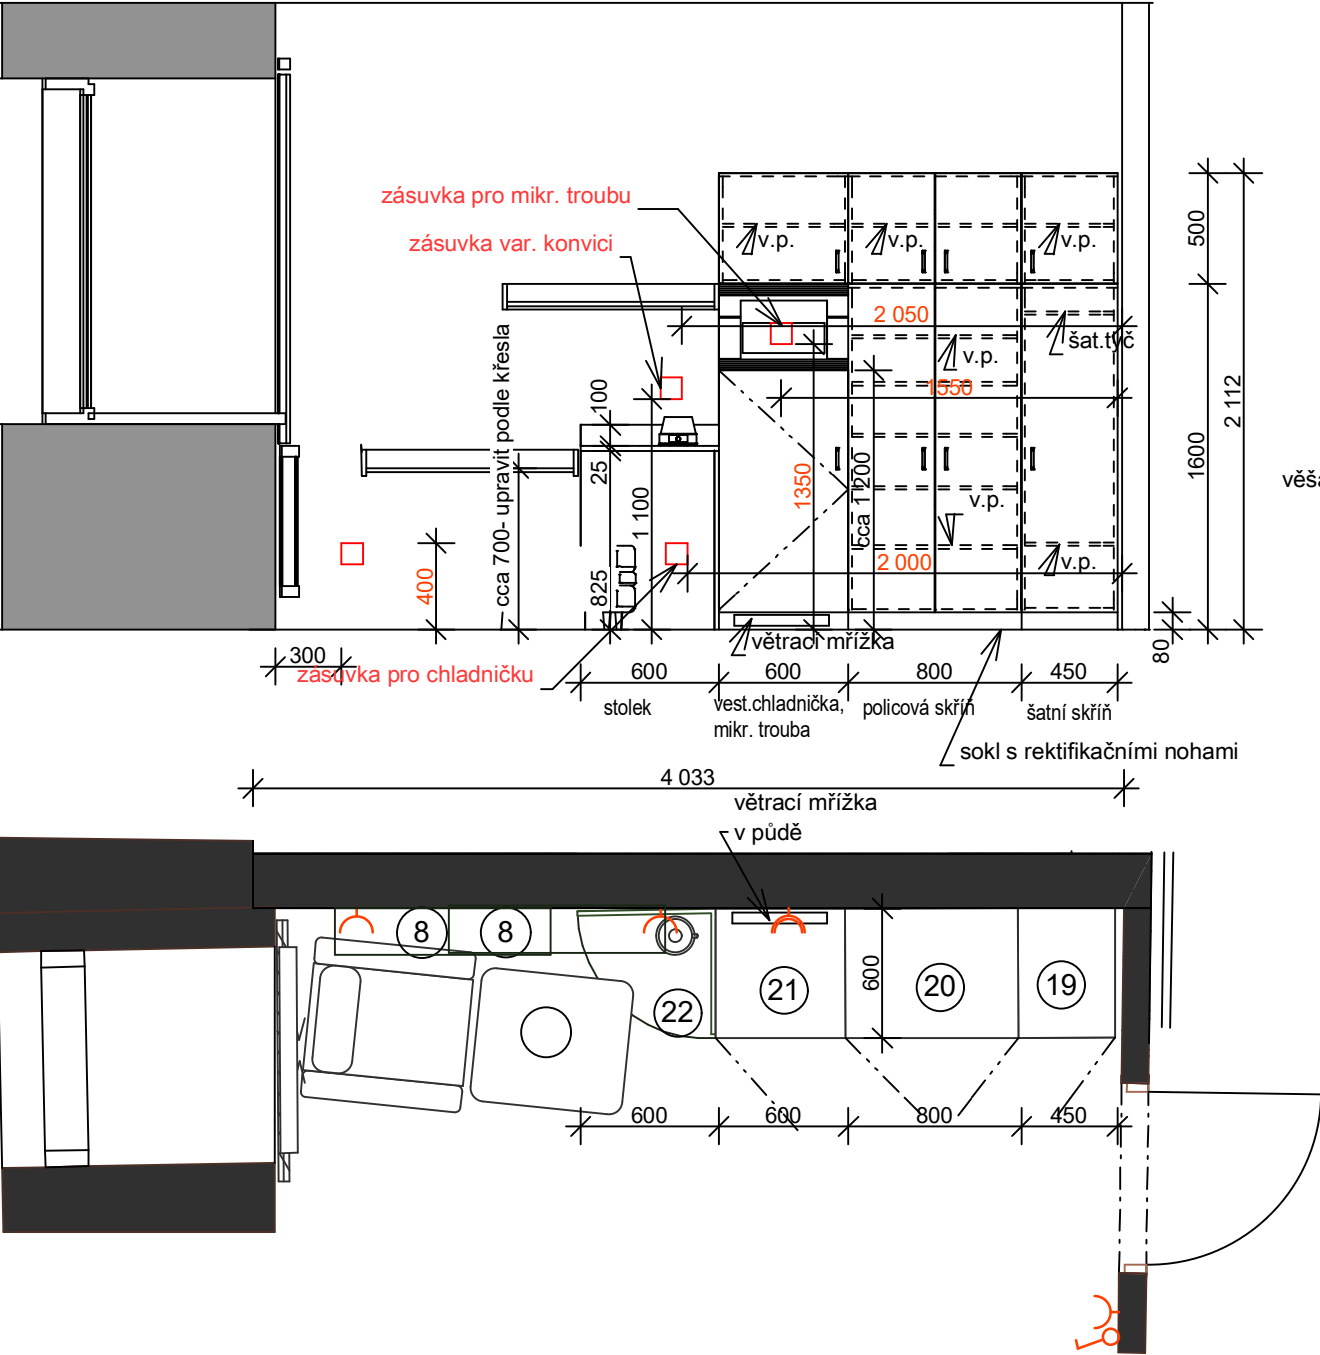 zásuvka pro mikr. troubu
zásuvka var. konvici
v.p.
v.p.
v.p.
500
2 050
šat.tyč
v.p.
1550
2 112
1600
cca 700- upravit podle křesla
100
25
1 100
825
400
1350
cca 1 200
v.p.
2 000
v.p.
80
větrací mřížka
300
zásuvka pro chladničku
600
600
800
450
stolek
vest.chladnička,
mikr. trouba
policová skříň
šatní skříň
sokl s rektifikačními nohami
4 033
větrací mřížka
v půdě
8
8
22
21
600
20
19
600
600
800
450